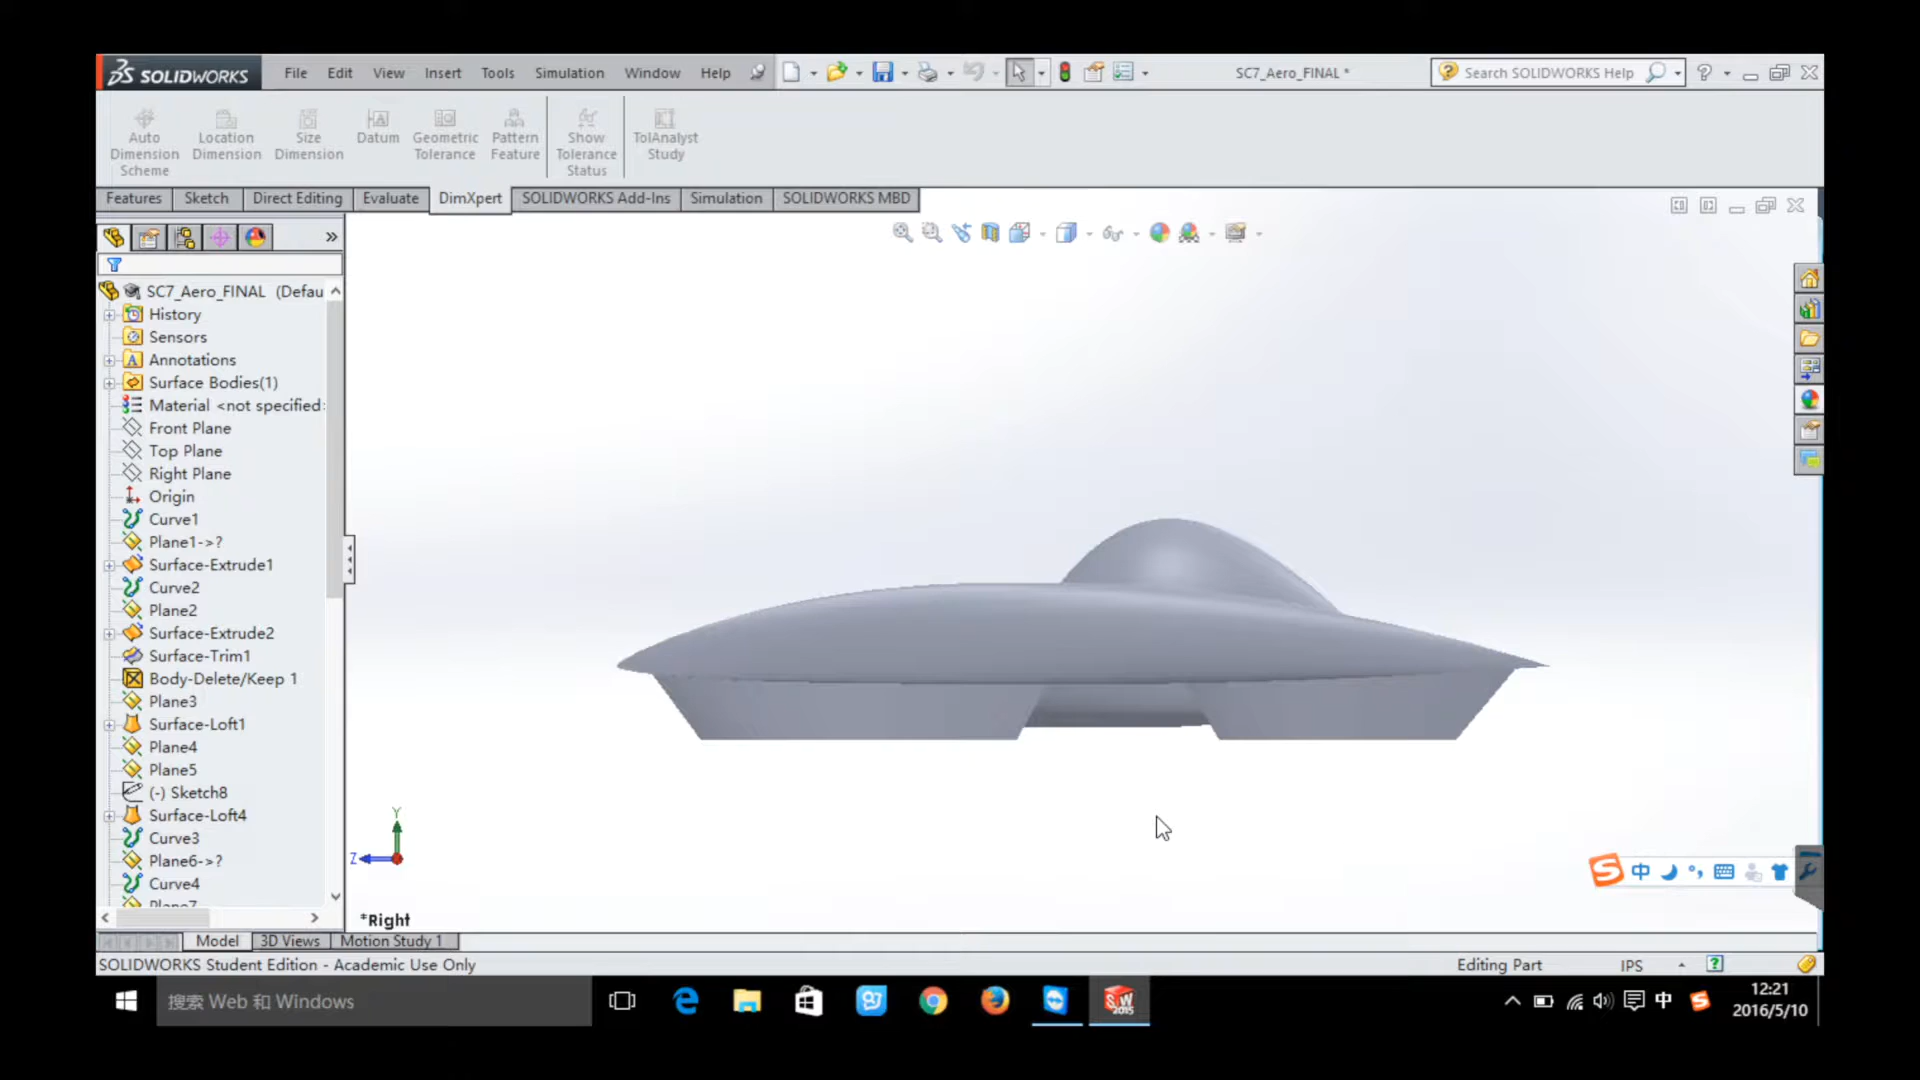 SOLIDWORKS File Edit View Insert Tools Simulation Window Help SC7_Aero_FINAL * Search SOLIDWORKS Help
Auto Dimension Scheme
Location Dimension
Size Dimension
Datum
Geometric Tolerance
Pattern Feature
Show Tolerance Status
TolAnalyst Study
Features Sketch Direct Editing Evaluate DimXpert SOLIDWORKS Add-Ins Simulation SOLIDWORKS MBD
SC7_Aero_FINAL (Defau
History
Sensors
Annotations
Surface Bodies(1)
Material <not specified>
Front Plane
Top Plane
Right Plane
Origin
Curve1
Plane1->?
Surface-Extrude1
Curve2
Plane2
Surface-Extrude2
Surface-Trim1
Body-Delete/Keep 1
Plane3
Surface-Loft1
Plane4
Plane5
(-) Sketch8
Surface-Loft4
Curve3
Plane6->?
Curve4
Plane7
Y
Z
*Right
中
Model 3D Views Motion Study 1
SOLIDWORKS Student Edition - Academic Use Only Editing Part IPS
搜索 Web 和 Windows
SW 2015
中
12:21
2016/5/10